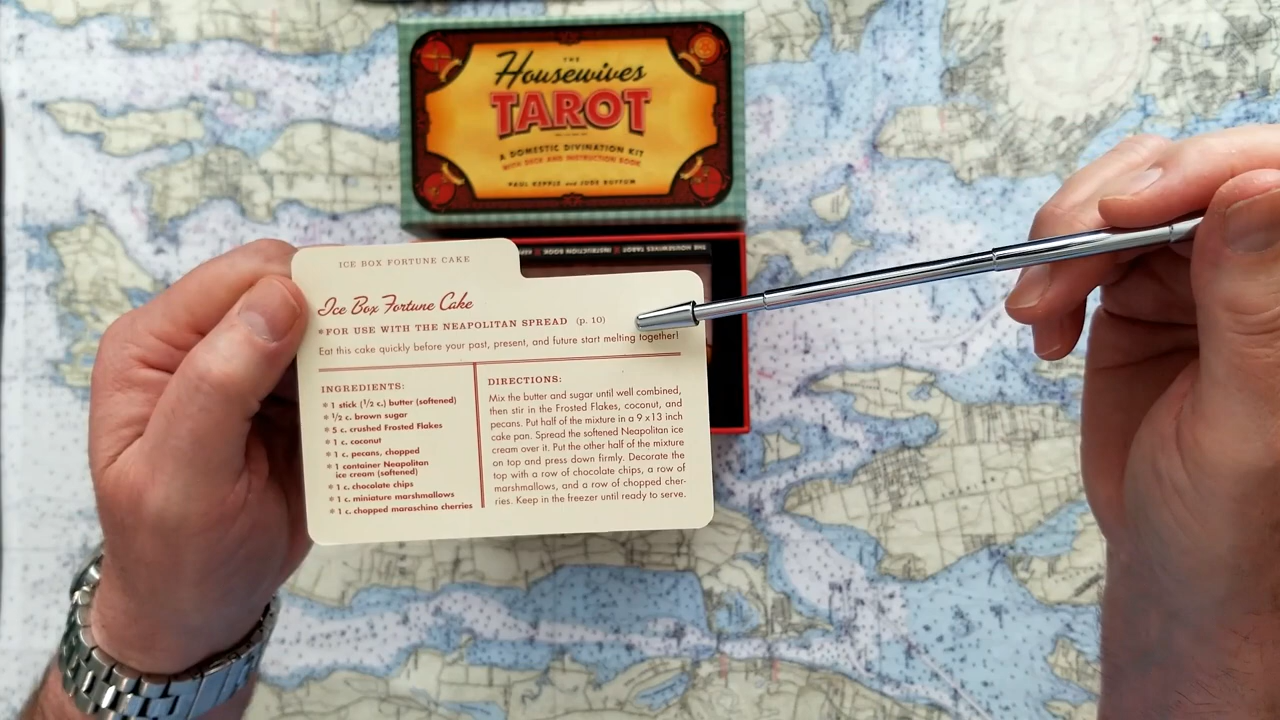 THE
Housewives
TAROT
A DOMESTIC DIVINATION KIT
WITH DECK AND INSTRUCTION BOOK
PAUL KEPPLE and JUDE BUFFUM
THE HOUSEWIVES TAROT
INSTRUCTION BOOK
ICE BOX FORTUNE CAKE
Ice Box Fortune Cake
*FOR USE WITH THE NEAPOLITAN SPREAD (p. 10)
Eat this cake quickly before your past, present, and future start melting together!
INGREDIENTS:
* 1 stick (1/2 c.) butter (softened)
* 1/2 c. brown sugar
* 5 c. crushed Frosted Flakes
* 1 c. coconut
* 1 c. pecans, chopped
* 1 container Neapolitan
ice cream (softened)
* 1 c. chocolate chips
* 1 c. miniature marshmallows
* 1 c. chopped maraschino cherries
DIRECTIONS:
Mix the butter and sugar until well combined,
then stir in the Frosted Flakes, coconut, and
pecans. Put half of the mixture in a 9 x13 inch
cake pan. Spread the softened Neapolitan ice
cream over it. Put the other half of the mixture
on top and press down firmly. Decorate the
top with a row of chocolate chips, a row of
marshmallows, and a row of chopped cher-
ries. Keep in the freezer until ready to serve.